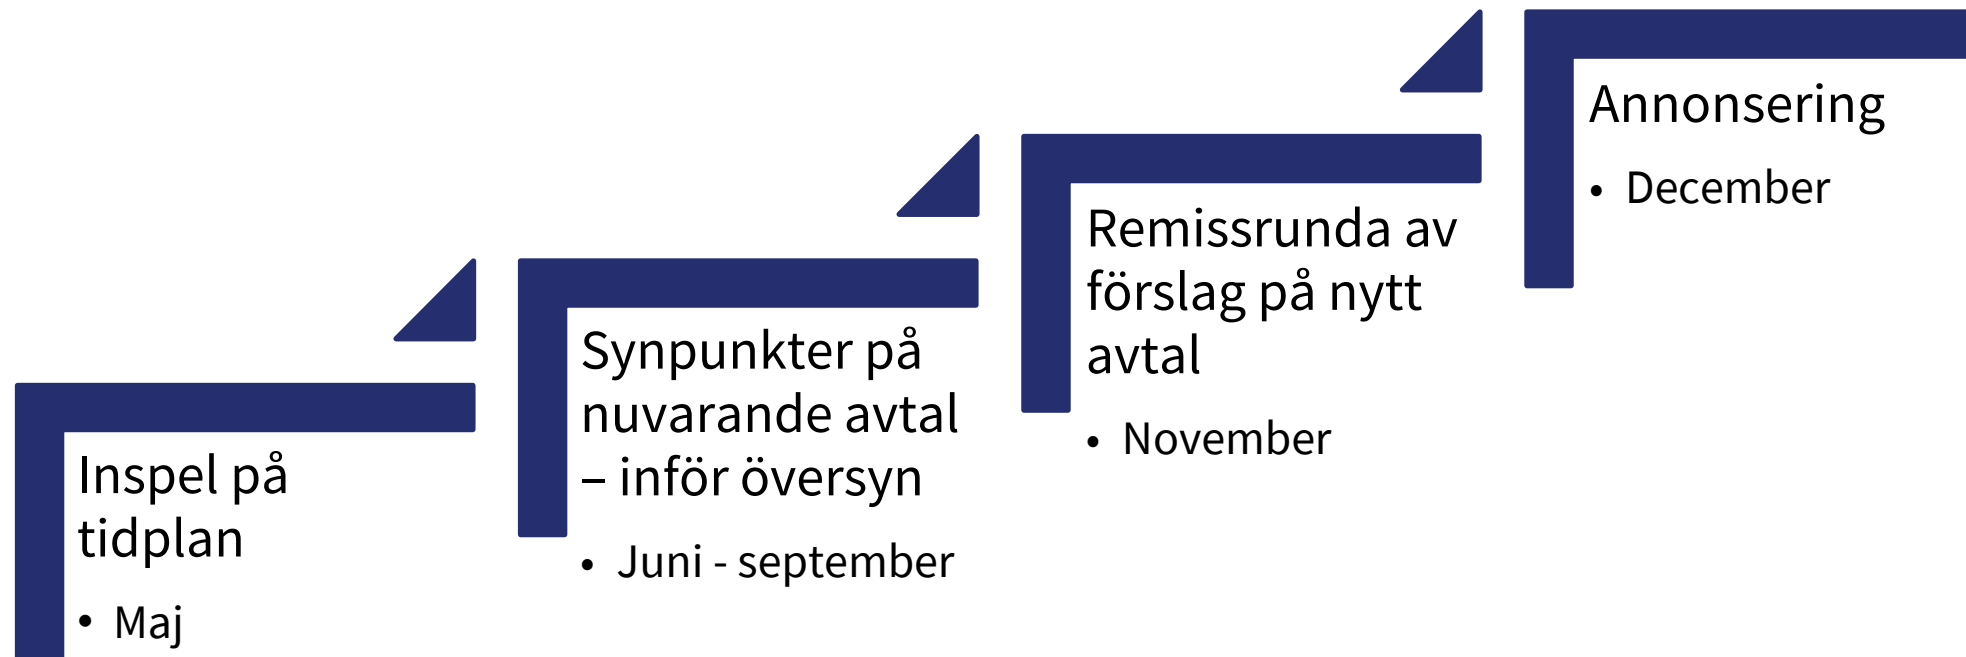 Inspel på
tidplan
• Maj
Synpunkter på
nuvarande avtal
– inför översyn
• Juni - september
Remissrunda av
förslag på nytt
avtal
• November
Annonsering
• December